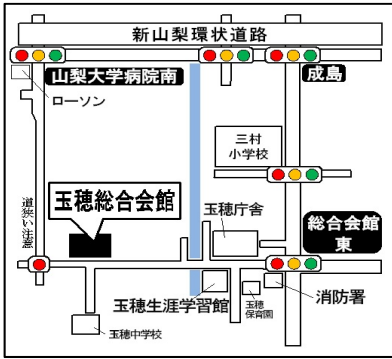 新山梨環状道路
山梨大学病院南
成島
ローソン
三村
小学校
道狭い注意
玉穂総合会館
玉穂庁舎
総合会館
東
玉穂生涯学習館
玉穂
保育園
消防署
玉穂中学校